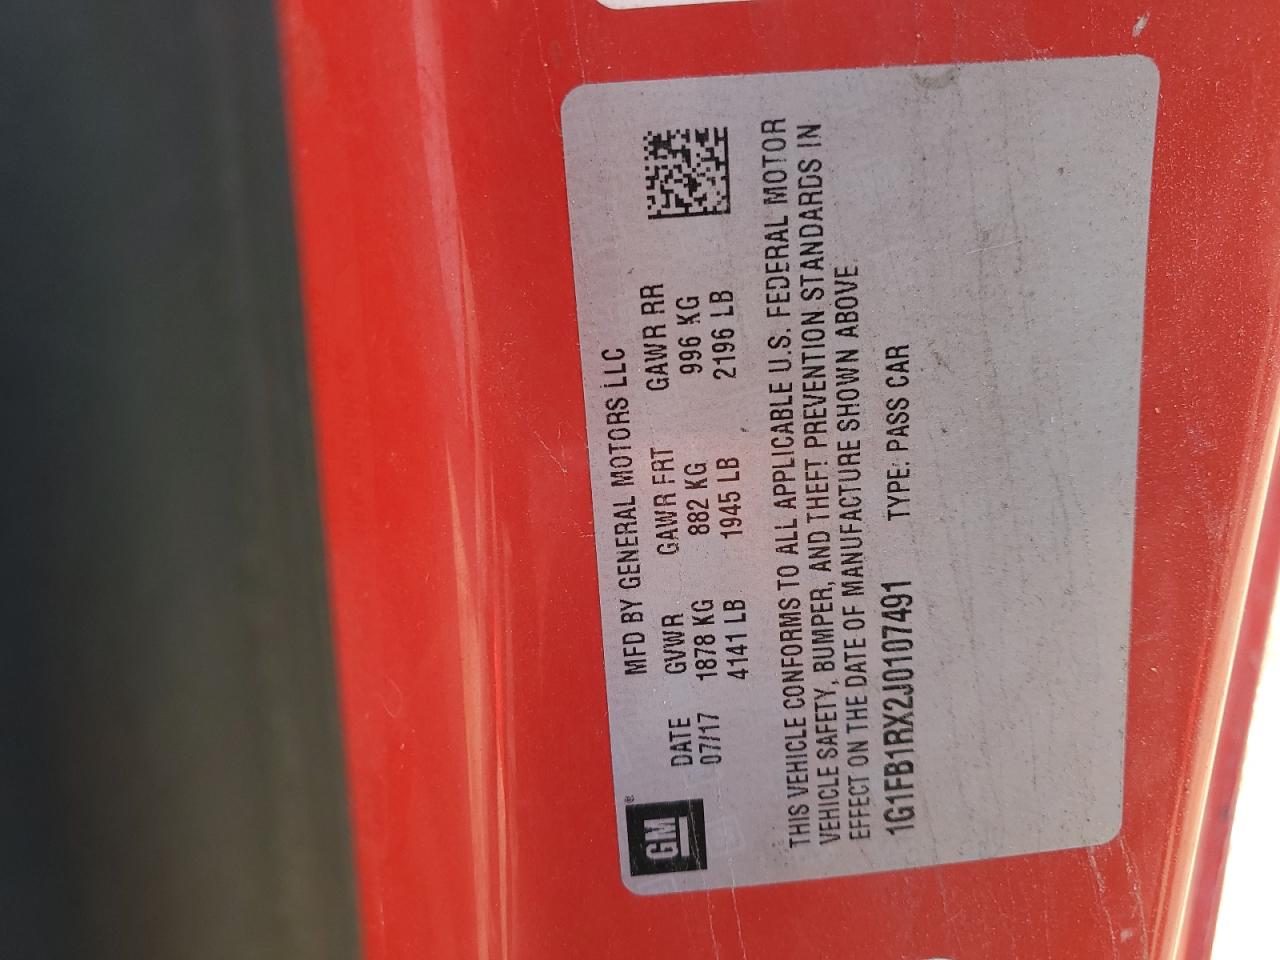 GM ®
MFD BY GENERAL MOTORS LLC
DATE GVWR GAWR FRT GAWR RR
07/17 1878 KG 882 KG 996 KG
4141 LB 1945 LB 2196 LB
THIS VEHICLE CONFORMS TO ALL APPLICABLE U.S. FEDERAL MOTOR
VEHICLE SAFETY, BUMPER, AND THEFT PREVENTION STANDARDS IN
EFFECT ON THE DATE OF MANUFACTURE SHOWN ABOVE.
1G1FB1RX2J0107491 TYPE: PASS CAR